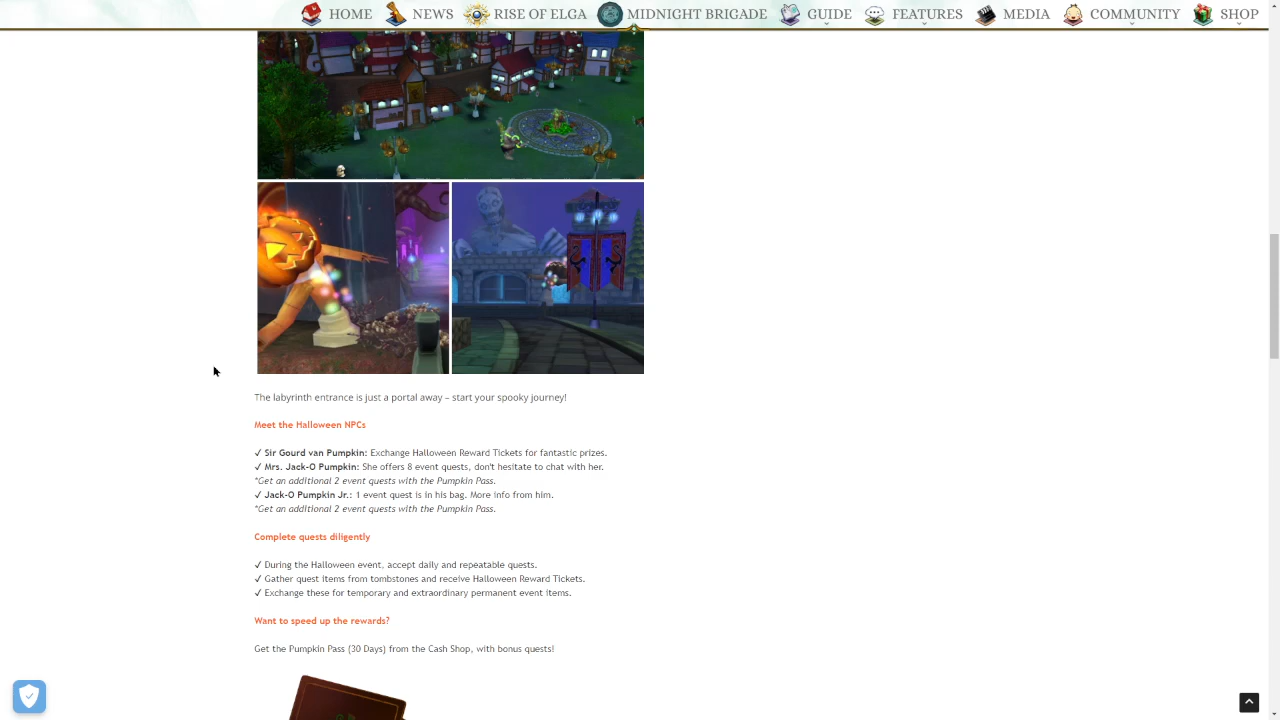 HOME NEWS RISE OF ELGA MIDNIGHT BRIGADE GUIDE FEATURES MEDIA COMMUNITY SHOP
The labyrinth entrance is just a portal away – start your spooky journey!
Meet the Halloween NPCs
✓ Sir Gourd van Pumpkin: Exchange Halloween Reward Tickets for fantastic prizes.
✓ Mrs. Jack-O Pumpkin: She offers 8 event quests, don't hesitate to chat with her.
*Get an additional 2 event quests with the Pumpkin Pass.
✓ Jack-O Pumpkin Jr.: 1 event quest is in his bag. More info from him.
*Get an additional 2 event quests with the Pumpkin Pass.
Complete quests diligently
✓ During the Halloween event, accept daily and repeatable quests.
✓ Gather quest items from tombstones and receive Halloween Reward Tickets.
✓ Exchange these for temporary and extraordinary permanent event items.
Want to speed up the rewards?
Get the Pumpkin Pass (30 Days) from the Cash Shop, with bonus quests!